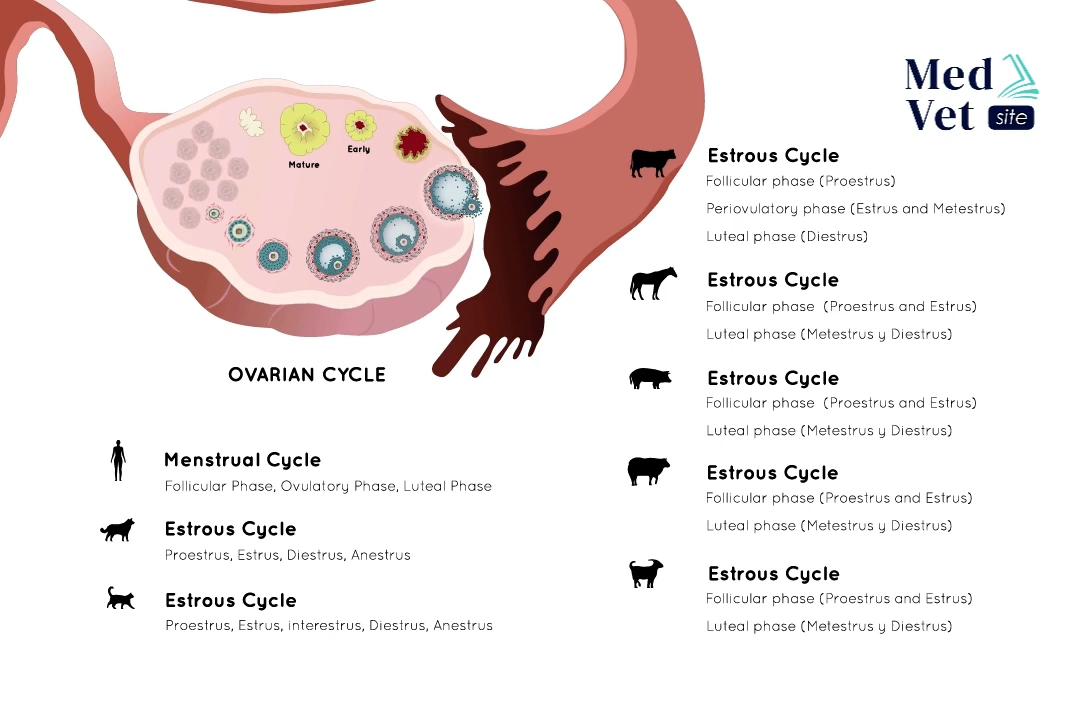 Med
Vet site
Mature
Early
OVARIAN CYCLE
Menstrual Cycle
Follicular Phase, Ovulatory Phase, Luteal Phase
Estrous Cycle
Proestrus, Estrus, Diestrus, Anestrus
Estrous Cycle
Proestrus, Estrus, interestrus, Diestrus, Anestrus
Estrous Cycle
Follicular phase (Proestrus)
Periovulatory phase (Estrus and Metestrus)
Luteal phase (Diestrus)
Estrous Cycle
Follicular phase (Proestrus and Estrus)
Luteal phase (Metestrus y Diestrus)
Estrous Cycle
Follicular phase (Proestrus and Estrus)
Luteal phase (Metestrus y Diestrus)
Estrous Cycle
Follicular phase (Proestrus and Estrus)
Luteal phase (Metestrus y Diestrus)
Estrous Cycle
Follicular phase (Proestrus and Estrus)
Luteal phase (Metestrus y Diestrus)